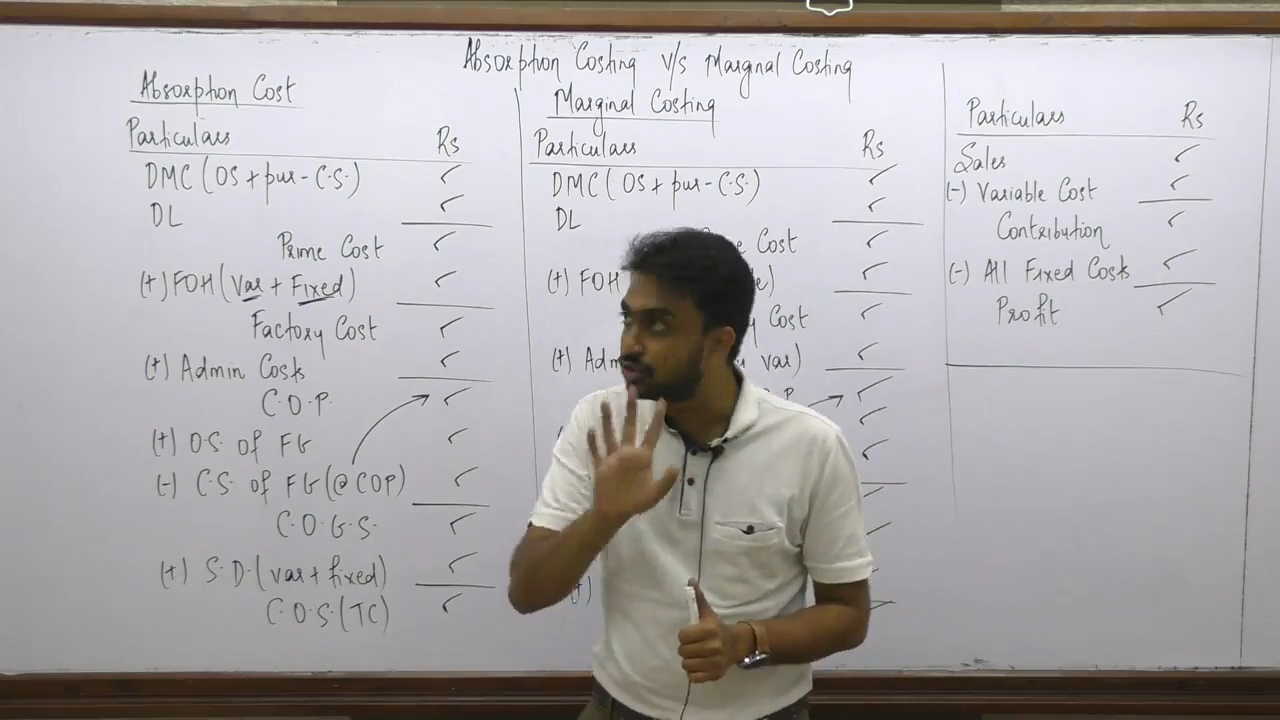 Absorption Costing v/s Marginal Costing
Absorption Cost
Particulars Rs
DMC (OS + pur - C.S.)
DL
Prime Cost
(+) FOH (Var + Fixed)
Factory Cost
(+) Admin Costs
C.O.P.
(+) O.S. of FG
(-) C.S. of FG (@ COP)
C.O.G.S.
(+) S.D. (var + fixed)
C.O.S. (TC)
Marginal Costing
Particulars Rs
DMC (OS + pur - C.S.)
DL
Cost
(+) FOH
Cost
(+) Adm var)
P
Particulars Rs
Sales
(-) Variable Cost
Contribution
(-) All Fixed Costs
Profit